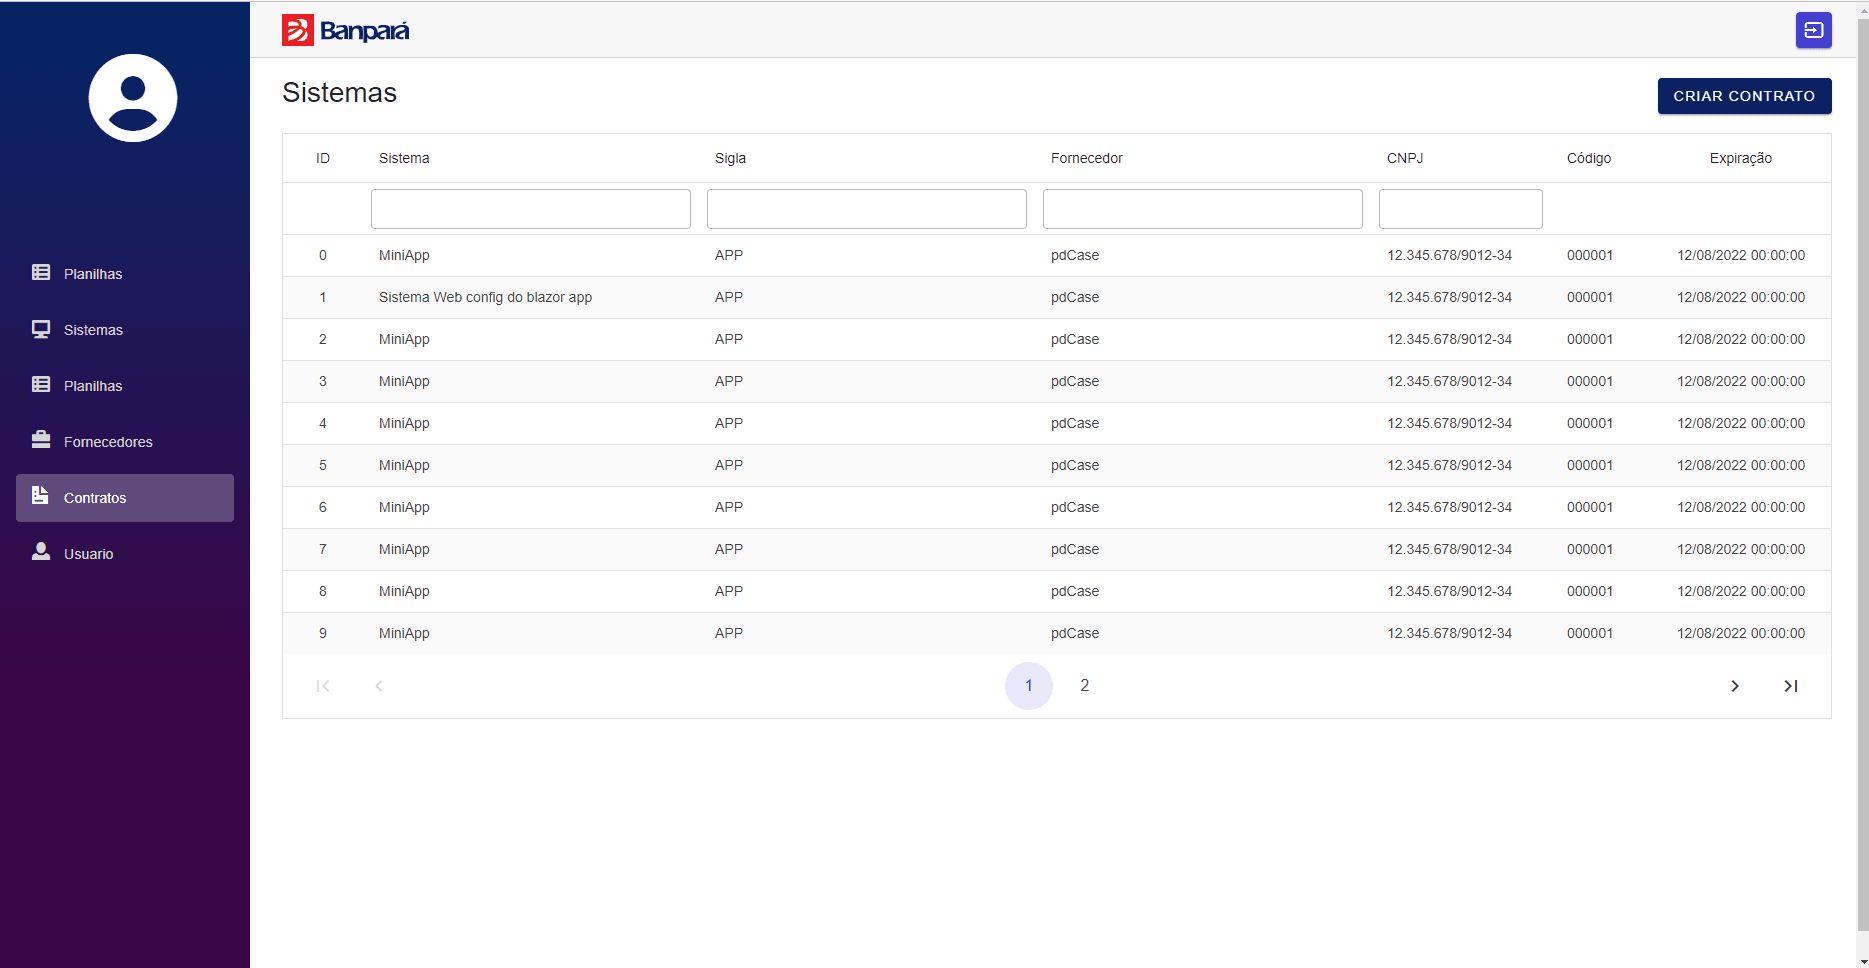 Banpará
Sistemas
CRIAR CONTRATO
Planilhas
Sistemas
Planilhas
Fornecedores
Contratos
Usuario
ID Sistema Sigla Fornecedor CNPJ Código Expiração
0 MiniApp APP pdCase 12.345.678/9012-34 000001 12/08/2022 00:00:00
1 Sistema Web config do blazor app APP pdCase 12.345.678/9012-34 000001 12/08/2022 00:00:00
2 MiniApp APP pdCase 12.345.678/9012-34 000001 12/08/2022 00:00:00
3 MiniApp APP pdCase 12.345.678/9012-34 000001 12/08/2022 00:00:00
4 MiniApp APP pdCase 12.345.678/9012-34 000001 12/08/2022 00:00:00
5 MiniApp APP pdCase 12.345.678/9012-34 000001 12/08/2022 00:00:00
6 MiniApp APP pdCase 12.345.678/9012-34 000001 12/08/2022 00:00:00
7 MiniApp APP pdCase 12.345.678/9012-34 000001 12/08/2022 00:00:00
8 MiniApp APP pdCase 12.345.678/9012-34 000001 12/08/2022 00:00:00
9 MiniApp APP pdCase 12.345.678/9012-34 000001 12/08/2022 00:00:00
1 2